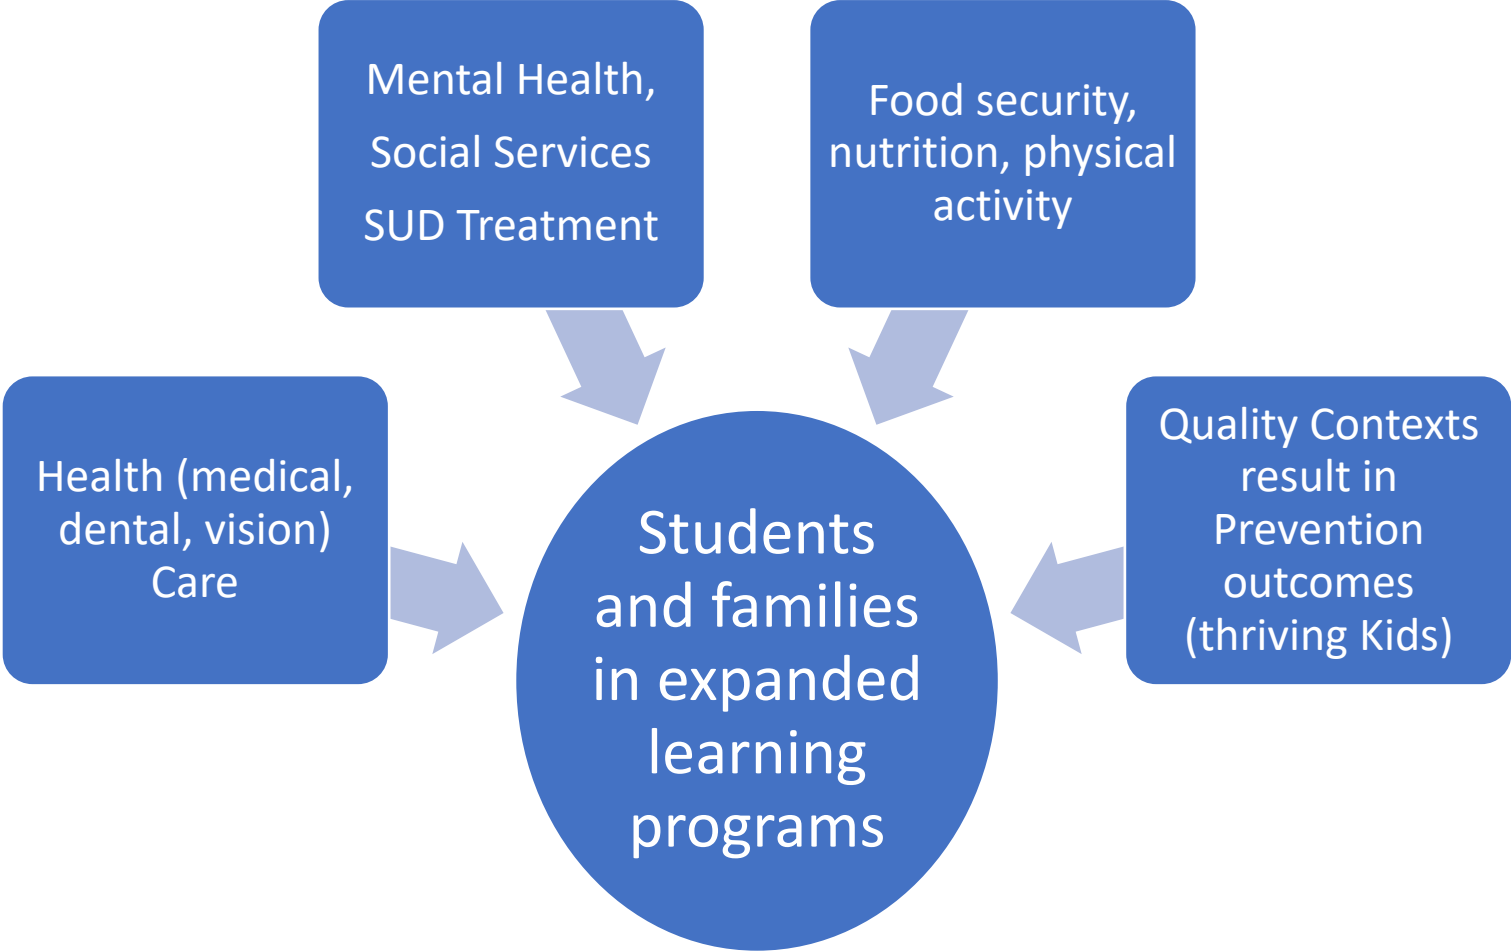 Mental Health,
Social Services
SUD Treatment
Food security,
nutrition, physical
activity
Health (medical,
dental, vision)
Care
Quality Contexts
result in
Prevention
outcomes
(thriving Kids)
Students
and families
in expanded
learning
programs